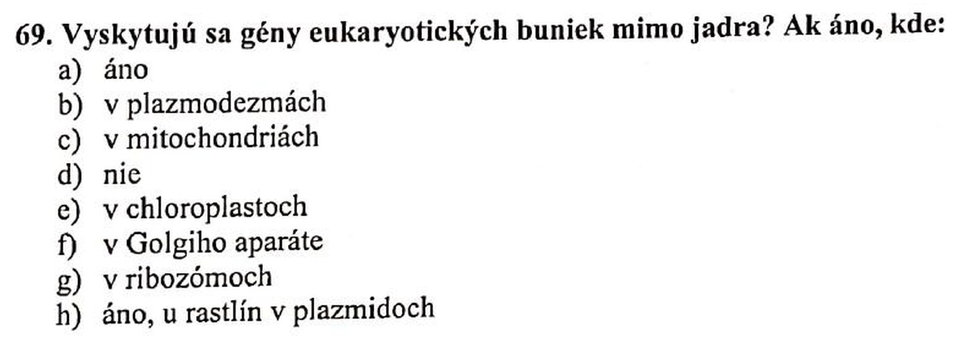 69. Vyskytujú sa gény eukaryotických buniek mimo jadra? Ak áno, kde:
a) áno
b) v plazmodezmách
c) v mitochondriách
d) nie
e) v chloroplastoch
f) v Golgiho aparáte
g) v ribozómoch
h) áno, u rastlín v plazmidoch